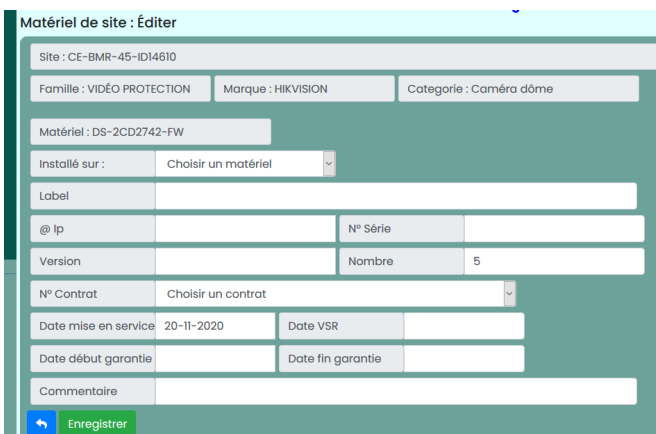 Matériel de site : Éditer
Site : CE-BMR-45-ID14610
Famille : VIDÉO PROTECTION Marque : HIKVISION Categorie : Caméra dôme
Matériel : DS-2CD2742-FW
Installé sur : Choisir un matériel
Label
@ Ip N° Série
Version Nombre 5
N° Contrat Choisir un contrat
Date mise en service 20-11-2020 Date VSR
Date début garantie Date fin garantie
Commentaire
Enregistrer